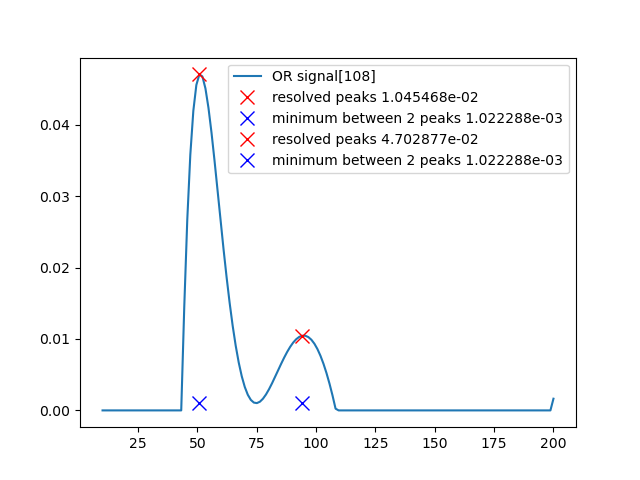 OR signal[108]
resolved peaks 1.045468e-02
minimum between 2 peaks 1.022288e-03
resolved peaks 4.702877e-02
minimum between 2 peaks 1.022288e-03
0.04
0.03
0.02
0.01
0.00
25 50 75 100 125 150 175 200